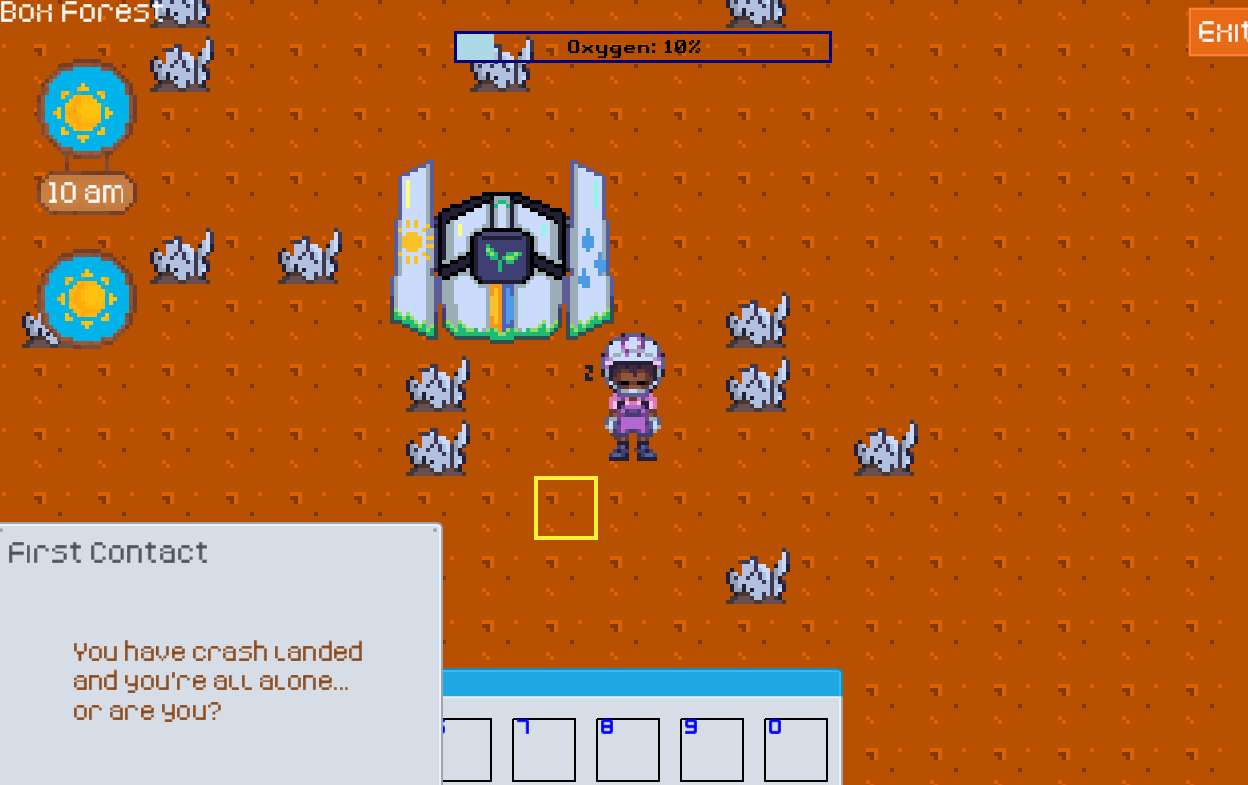 Box Forest
Oxygen: 10%
Exit
10 am
z
First Contact
You have crash landed
and you're all alone...
or are you?
7 8 9 0